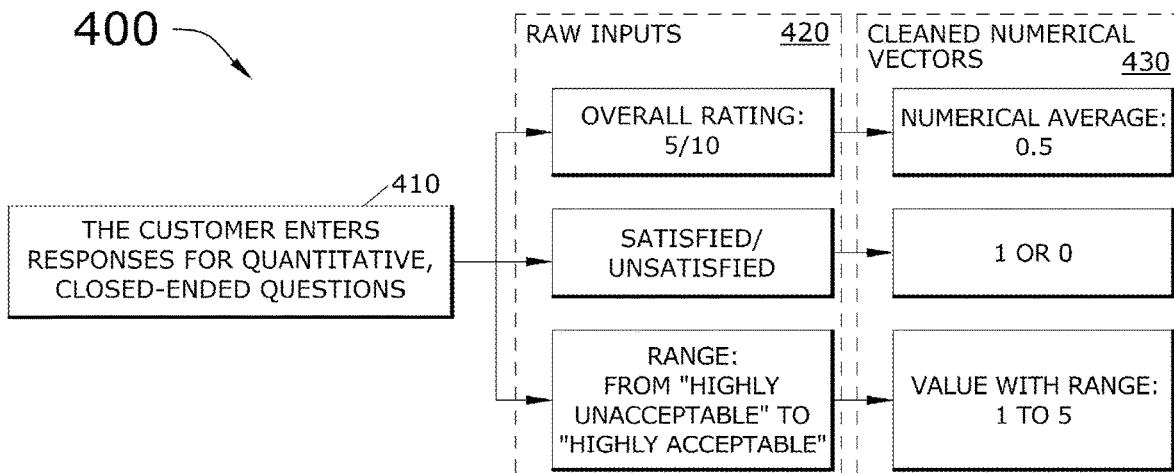 400
410
THE CUSTOMER ENTERS
RESPONSES FOR QUANTITATIVE,
CLOSED-ENDED QUESTIONS
RAW INPUTS 420
OVERALL RATING:
5/10
SATISFIED/
UNSATISFIED
RANGE:
FROM "HIGHLY
UNACCEPTABLE" TO
"HIGHLY ACCEPTABLE"
CLEANED NUMERICAL
VECTORS 430
NUMERICAL AVERAGE:
0.5
1 OR 0
VALUE WITH RANGE:
1 TO 5